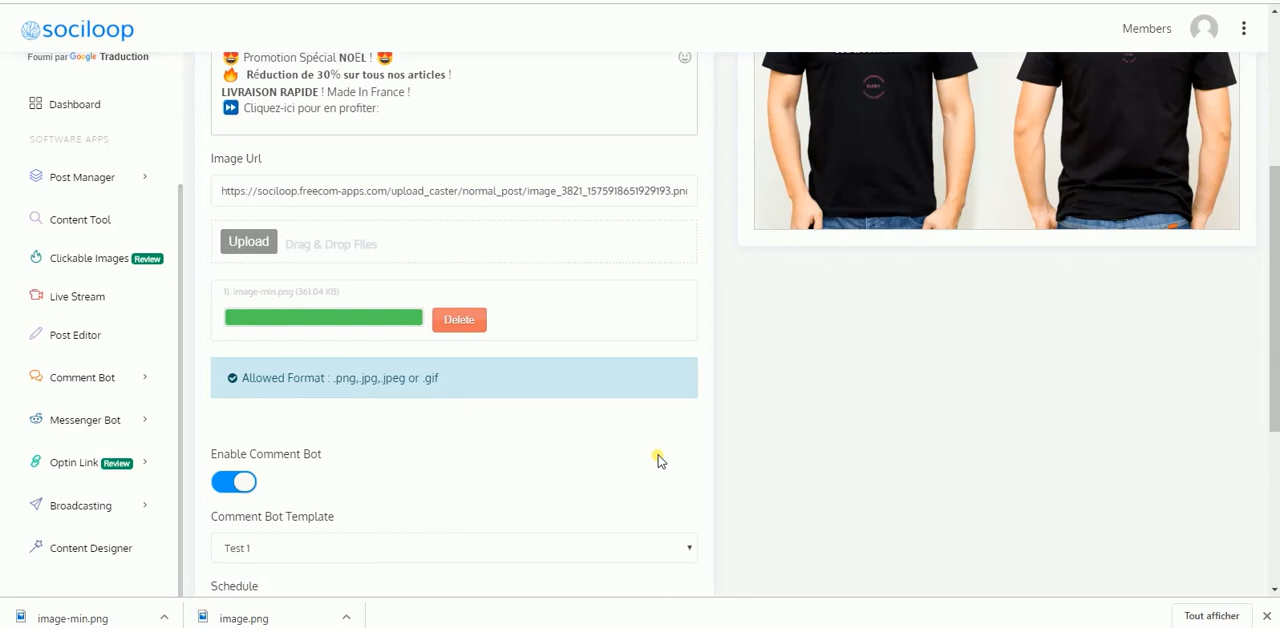 sociloop
Members
Fourni par Google Traduction
Dashboard
SOFTWARE APPS
Post Manager
Content Tool
Clickable Images Review
Live Stream
Post Editor
Comment Bot
Messenger Bot
Optin Link Review
Broadcasting
Content Designer
😍 Promotion Spécial NOËL ! 😍
🔥 Réduction de 30% sur tous nos articles !
LIVRAISON RAPIDE ! Made In France !
⏩ Cliquez-ici pour en profiter:
Image Url
https://sociloop.freecom-apps.com/upload_caster/normal_post/image_3821_1575918651929193.png
Upload Drag & Drop Files
1). image-min.png (361.04 KB)
Delete
Allowed Format : .png,.jpg,.jpeg or .gif
Enable Comment Bot
Comment Bot Template
Test 1
Schedule
image-min.png
image.png
Tout afficher